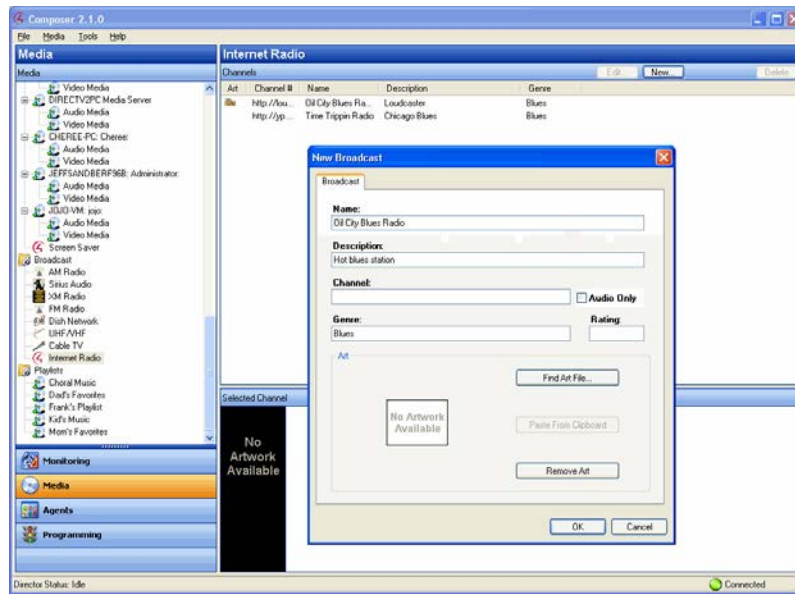 Composer 2.1.0
File Media Tools Help
Media
Media
Video Media
DIRECTV2PC Media Server
Audio Media
Video Media
CHEREE-PC: Cheree:
Audio Media
Video Media
JEFFSANDBERF96B: Administrator:
Audio Media
Video Media
JOJO-VM: jojo:
Audio Media
Video Media
Screen Saver
Broadcast
AM Radio
Sirius Audio
XM Radio
FM Radio
Dish Network
UHF/VHF
Cable TV
Internet Radio
Playlists
Choral Music
Dad's Favorites
Frank's Playlist
Kid's Music
Mom's Favorites
Monitoring
Media
Agents
Programming
Internet Radio
Channels Edit... New... Delete
Art Channel # Name Description Genre
http://lou... Oil City Blues Ra... Loudcaster Blues
http://yp... Time Trippin Radio Chicago Blues Blues
New Broadcast
Broadcast
Name:
Oil City Blues Radio
Description:
Hot blues station
Channel:
Audio Only
Genre: Rating:
Blues
Art
Find Art File...
No Artwork
Available
Paste From Clipboard
Remove Art
OK Cancel
Selected Channel
No
Artwork
Available
Director Status: Idle
Connected